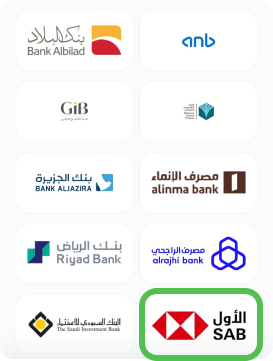 بنك البلاد
Bank Albilad
anb
GIB
بنك الجزيرة
BANK ALJAZIRA
مصرف الإنماء
alinma bank
بنك الرياض
Riyad Bank
مصرف الراجحي
alrajhi bank
البنك السعودي للاستثمار
The Saudi Investment Bank
الأول
SAB